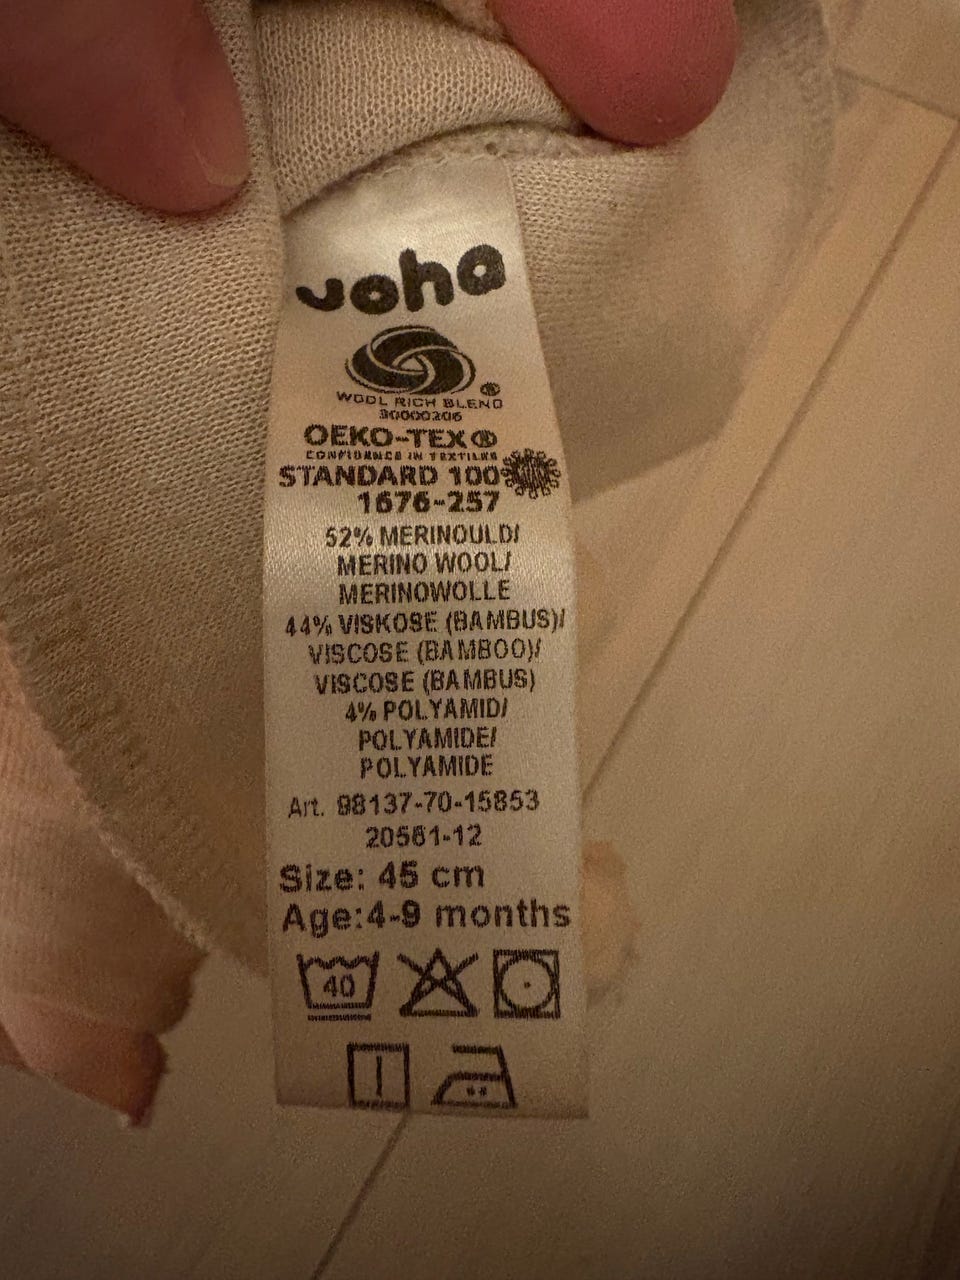 Joha
WOOL RICH BLEND
30000206
OEKO-TEX®
CONFIDENCE IN TEXTILES
STANDARD 100
1676-257
52% MERINOULD/
MERINO WOOL/
MERINOWOLLE
44% VISKOSE (BAMBUS)/
VISCOSE (BAMBOO)/
VISCOSE (BAMBUS)
4% POLYAMID/
POLYAMIDE/
POLYAMIDE
Art. 98137-70-15853
20561-12
Size: 45 cm
Age:4-9 months
40